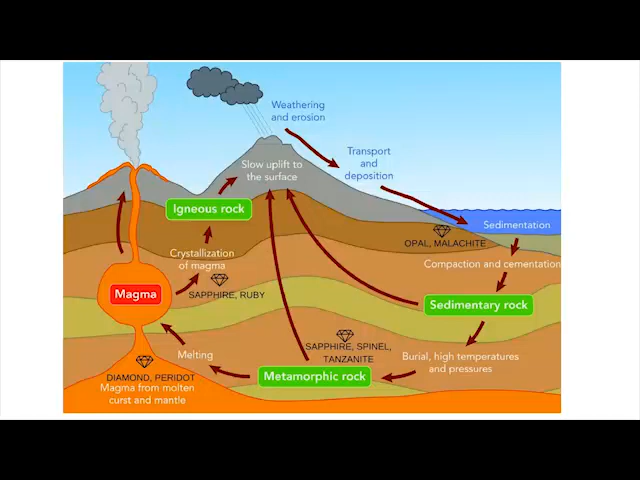 Weathering
and erosion
Transport
and
deposition
Slow uplift to
the surface
Igneous rock
Sedimentation
OPAL, MALACHITE
Crystallization
of magma
Compaction and cementation
Magma
SAPPHIRE, RUBY
Sedimentary rock
SAPPHIRE, SPINEL,
TANZANITE
Melting
Burial, high temperatures
and pressures
DIAMOND, PERIDOT
Metamorphic rock
Magma from molten
curst and mantle